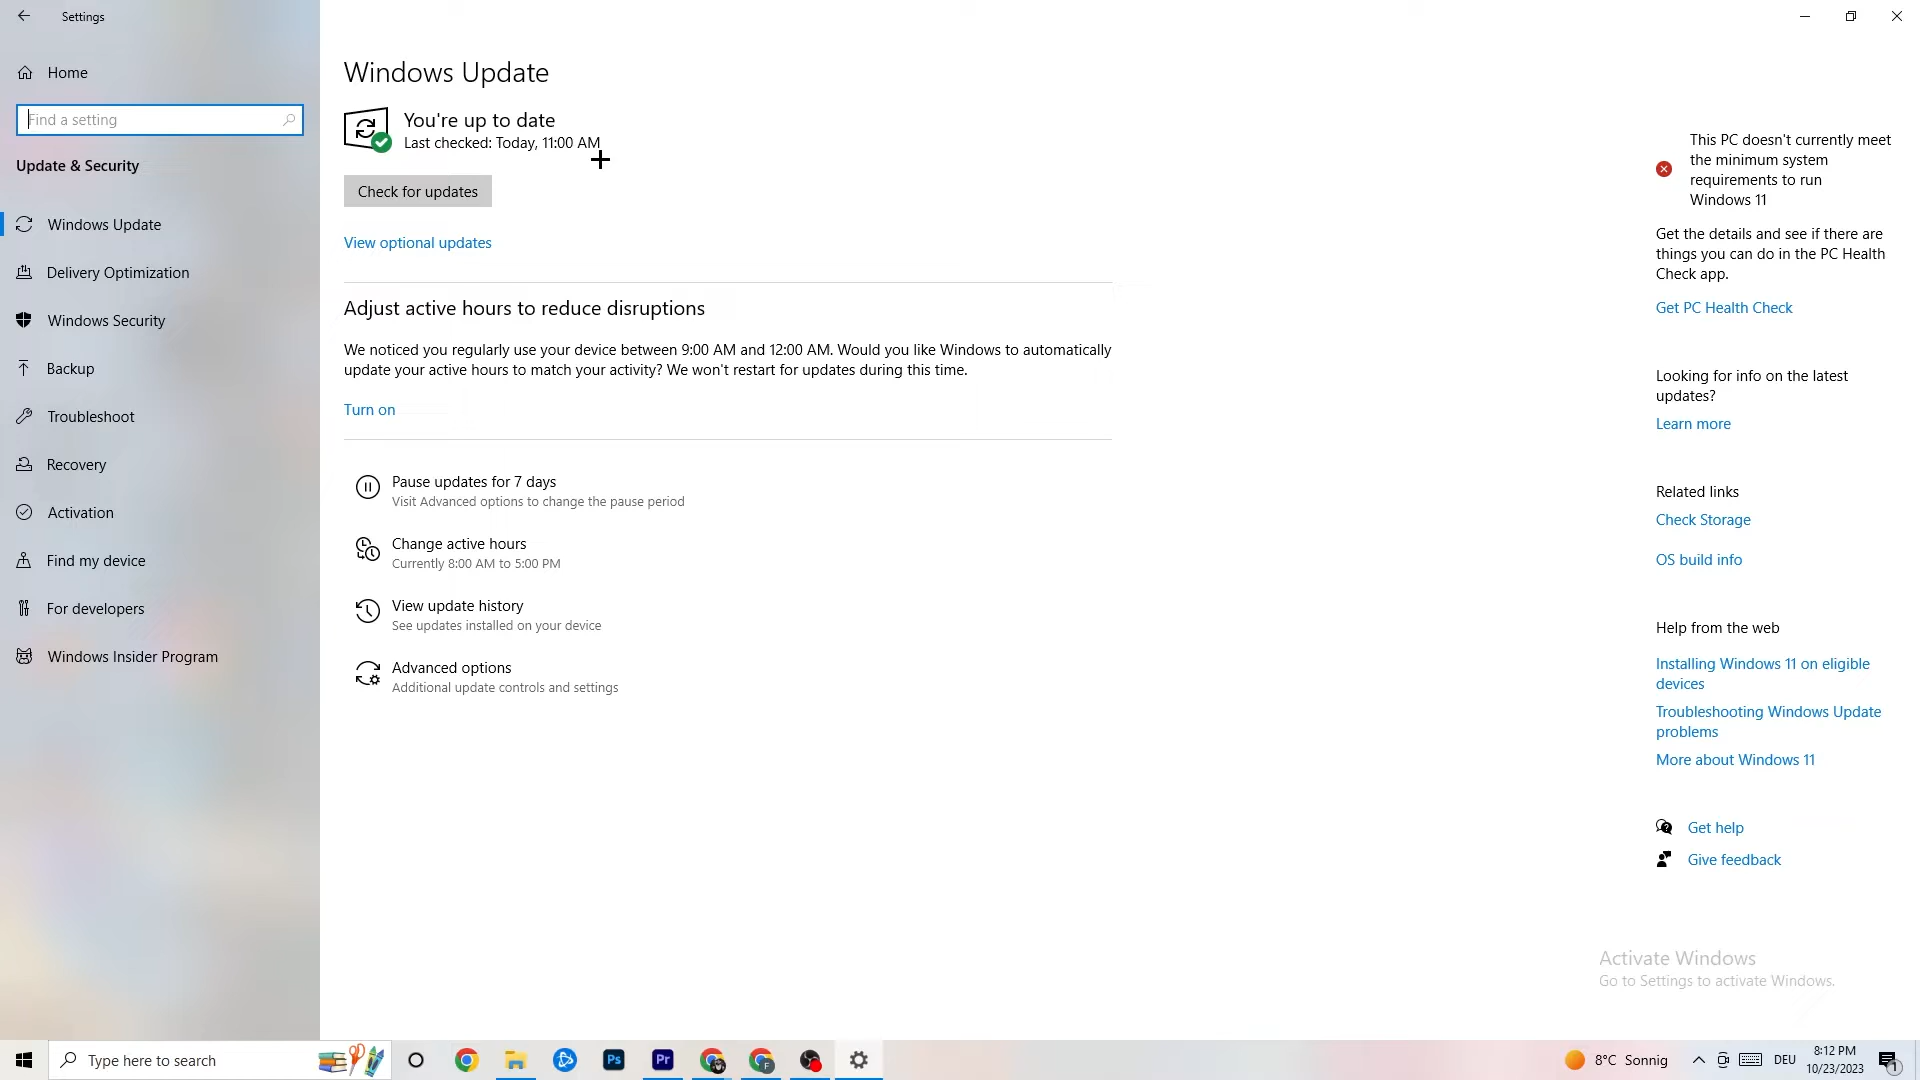 Settings
Home
Find a setting
Update & Security
Windows Update
Delivery Optimization
Windows Security
Backup
Troubleshoot
Recovery
Activation
Find my device
For developers
Windows Insider Program
Windows Update
You're up to date
Last checked: Today, 11:00 AM
Check for updates
View optional updates
Adjust active hours to reduce disruptions
We noticed you regularly use your device between 9:00 AM and 12:00 AM. Would you like Windows to automatically
update your active hours to match your activity? We won't restart for updates during this time.
Turn on
Pause updates for 7 days
Visit Advanced options to change the pause period
Change active hours
Currently 8:00 AM to 5:00 PM
View update history
See updates installed on your device
Advanced options
Additional update controls and settings
This PC doesn't currently meet
the minimum system
requirements to run
Windows 11
Get the details and see if there are
things you can do in the PC Health
Check app.
Get PC Health Check
Looking for info on the latest
updates?
Learn more
Related links
Check Storage
OS build info
Help from the web
Installing Windows 11 on eligible
devices
Troubleshooting Windows Update
problems
More about Windows 11
Get help
Give feedback
Activate Windows
Go to Settings to activate Windows.
Type here to search
Ps
Pr
F
8°C Sonnig
DEU
8:12 PM
10/23/2023
1